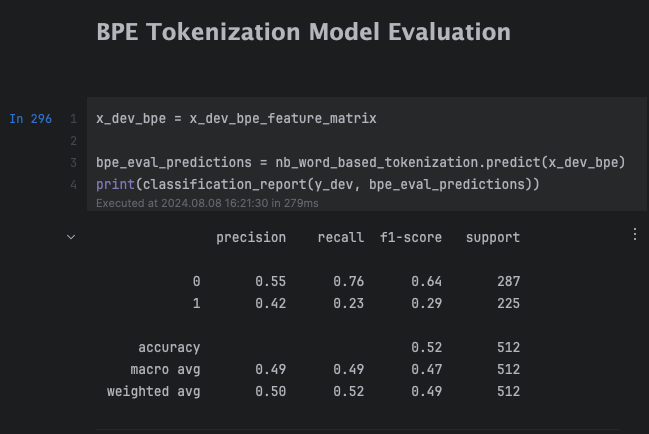 BPE Tokenization Model Evaluation
In 296
1 x_dev_bpe = x_dev_bpe_feature_matrix
2
3 bpe_eval_predictions = nb_word_based_tokenization.predict(x_dev_bpe)
4 print(classification_report(y_dev, bpe_eval_predictions))
Executed at 2024.08.08 16:21:30 in 279ms
precision recall f1-score support
0 0.55 0.76 0.64 287
1 0.42 0.23 0.29 225
accuracy 0.52 512
macro avg 0.49 0.49 0.47 512
weighted avg 0.50 0.52 0.49 512